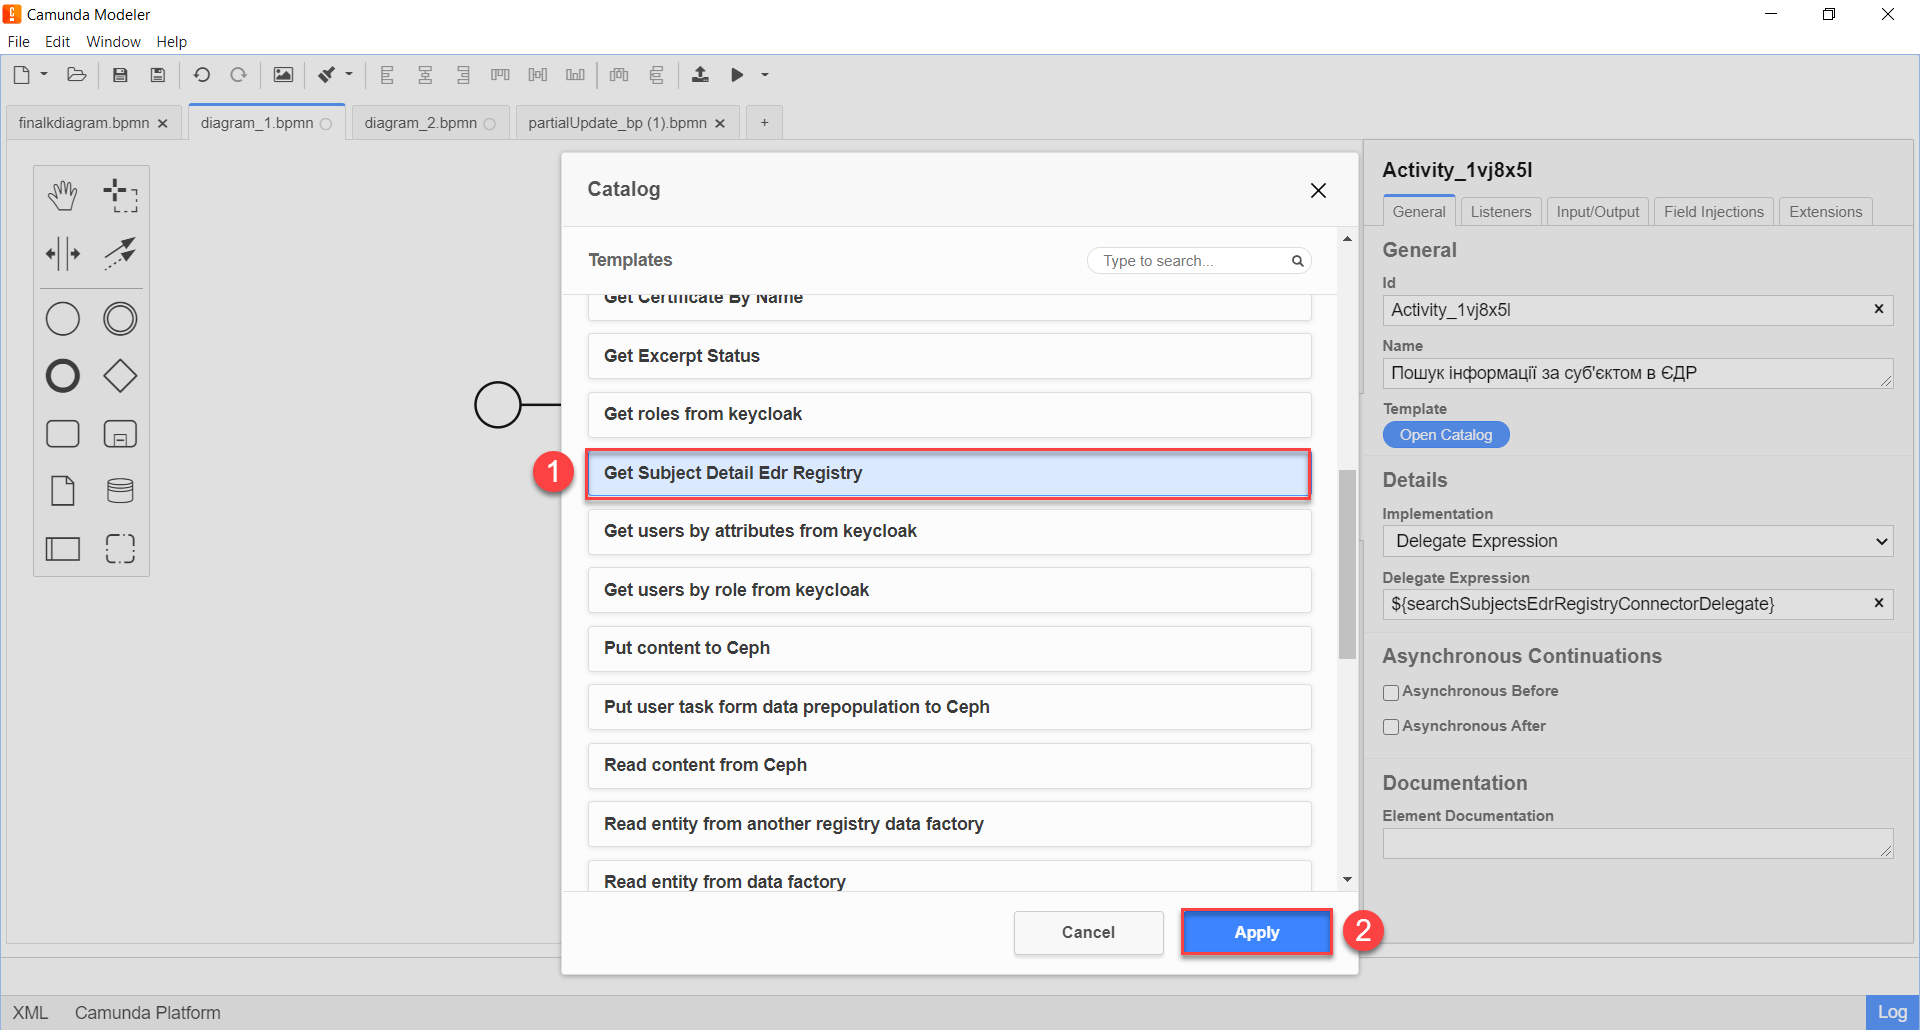 Camunda Modeler
File Edit Window Help
finalkdiagram.bpmn diagram_1.bpmn diagram_2.bpmn partialUpdate_bp (1).bpmn +
Catalog
Templates
Type to search...
Get Certificate By Name
Get Excerpt Status
Get roles from keycloak
1
Get Subject Detail Edr Registry
Get users by attributes from keycloak
Get users by role from keycloak
Put content to Ceph
Put user task form data prepopulation to Ceph
Read content from Ceph
Read entity from another registry data factory
Read entity from data factory
Cancel
Apply
2
Activity_1vj8x5l
General Listeners Input/Output Field Injections Extensions
General
Id
Activity_1vj8x5l
Name
Пошук інформації за суб'єктом в ЄДР
Template
Open Catalog
Details
Implementation
Delegate Expression
Delegate Expression
${searchSubjectsEdrRegistryConnectorDelegate}
Asynchronous Continuations
Asynchronous Before
Asynchronous After
Documentation
Element Documentation
XML Camunda Platform
Log